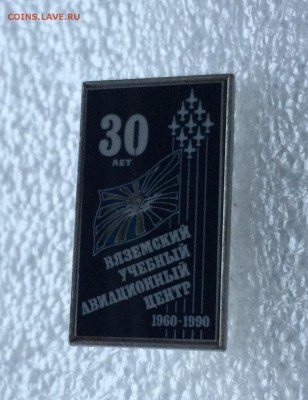 COINS.LAVE.RU
30
ЛЕТ
ВЯЗЕМСКИЙ
УЧЕБНЫЙ
АВИАЦИОННЫЙ
ЦЕНТР
1960-1990